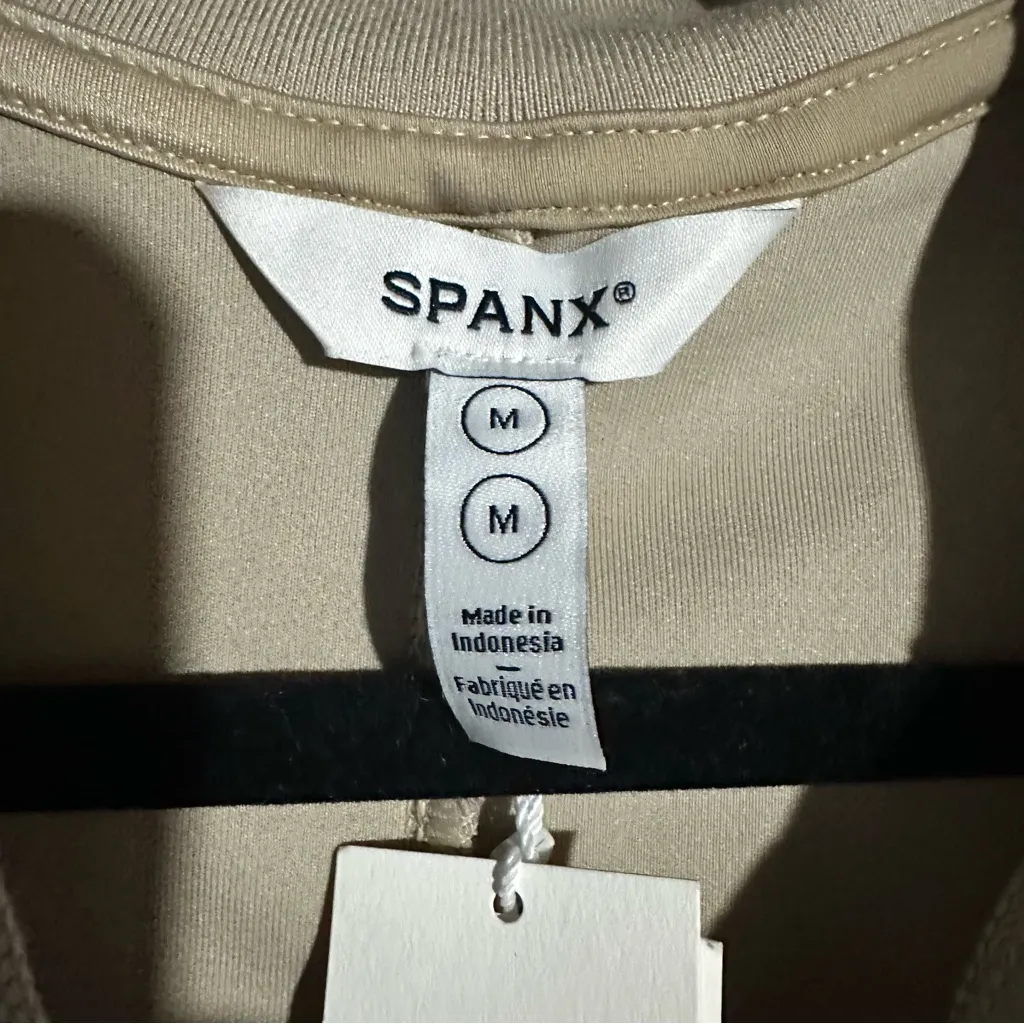 SPANX®
M
M
Made in
Indonesia
–
Fabriqué en
Indonésie